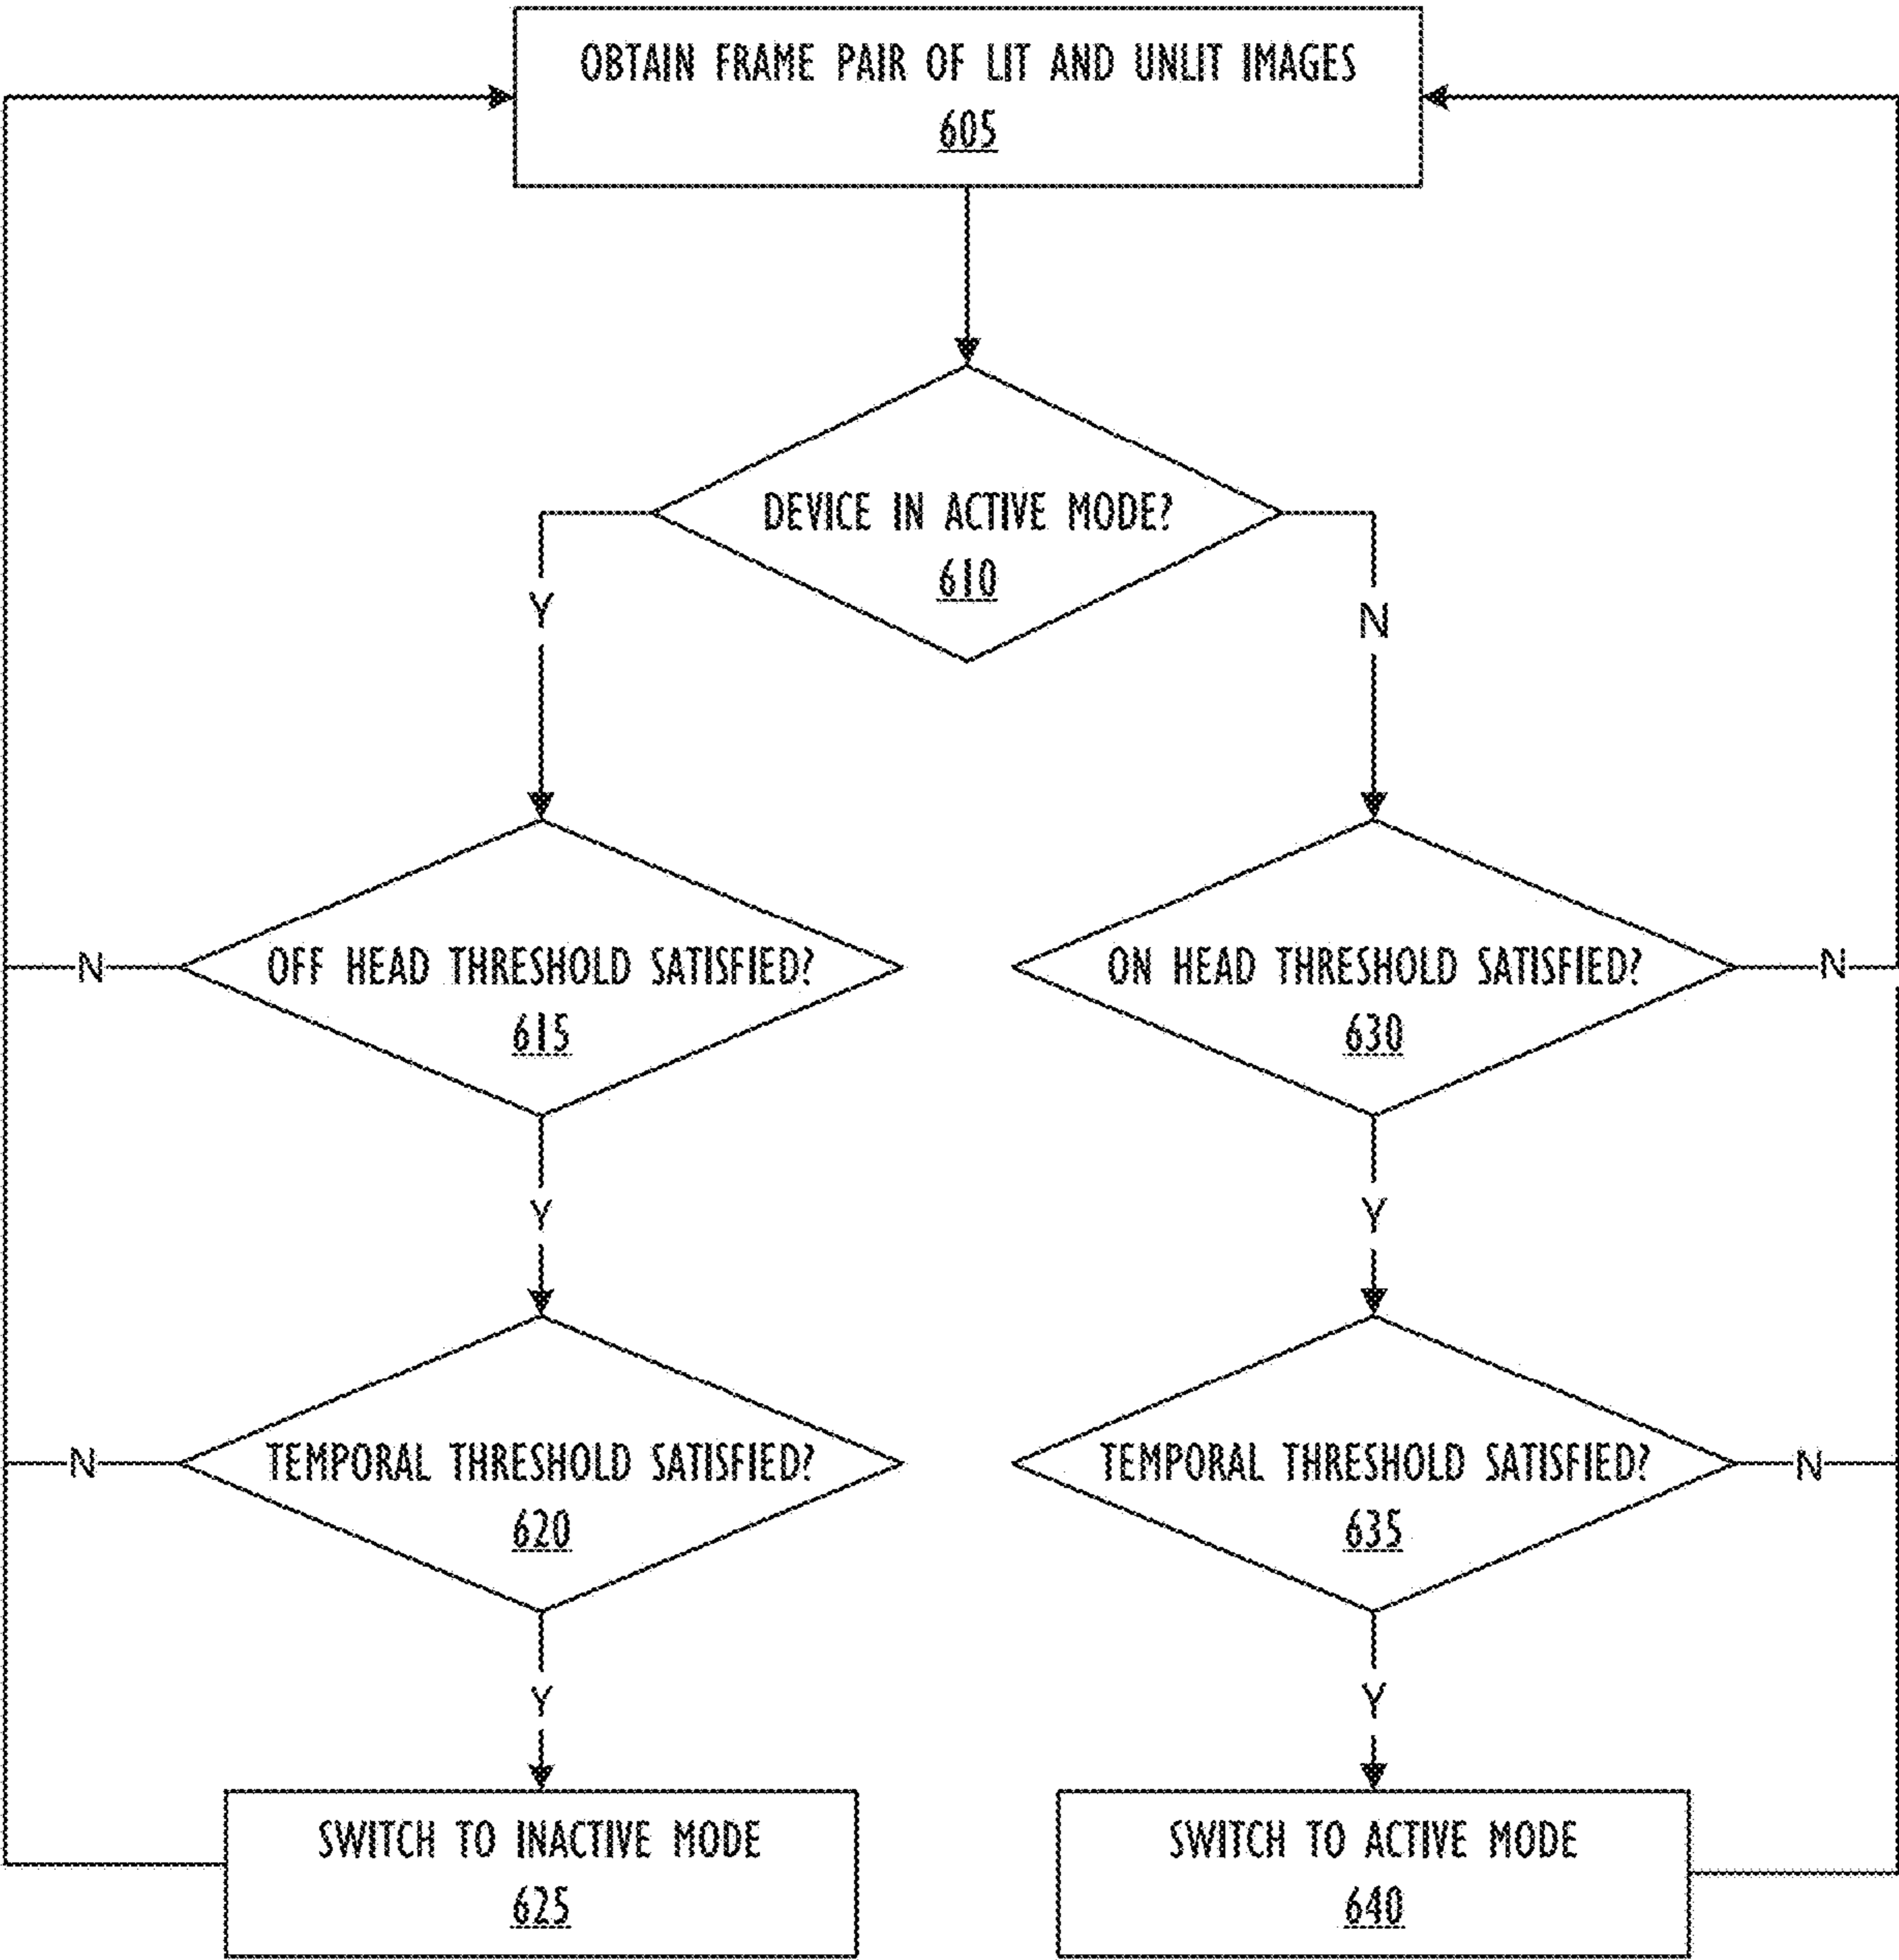 OBTAIN FRAME PAIR OF LIT AND UNLIT IMAGES
605
DEVICE IN ACTIVE MODE?
610
Y
N
OFF HEAD THRESHOLD SATISFIED?
615
N
ON HEAD THRESHOLD SATISFIED?
630
N
Y
Y
TEMPORAL THRESHOLD SATISFIED?
620
N
TEMPORAL THRESHOLD SATISFIED?
635
N
Y
Y
SWITCH TO INACTIVE MODE
625
SWITCH TO ACTIVE MODE
640